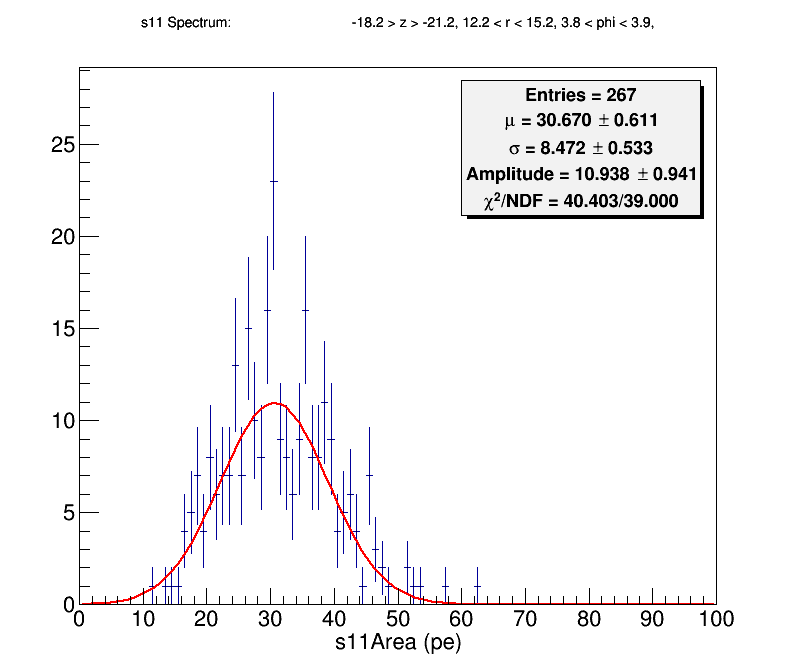 s11 Spectrum: -18.2 > z > -21.2, 12.2 < r < 15.2, 3.8 < phi < 3.9,
Entries = 267
μ = 30.670 ± 0.611
σ = 8.472 ± 0.533
Amplitude = 10.938 ± 0.941
χ²/NDF = 40.403/39.000
25
20
15
10
5
0
0 10 20 30 40 50 60 70 80 90 100
s11Area (pe)